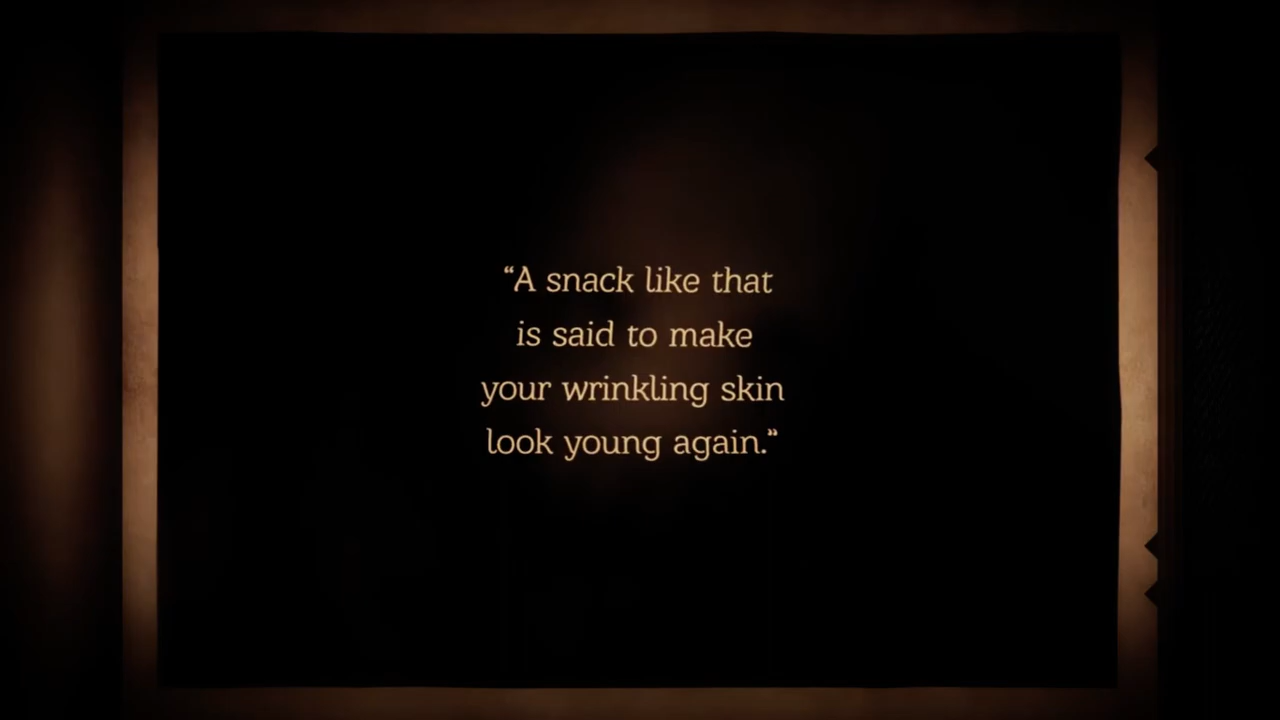 “A snack like that
is said to make
your wrinkling skin
look young again.”